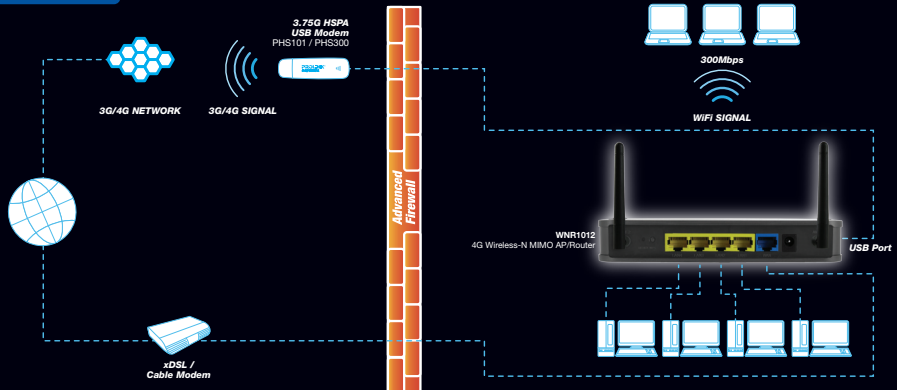 3.75G HSPA
USB Modem
PHS101 / PHS300
3G/4G NETWORK
3G/4G SIGNAL
300Mbps
WiFi SIGNAL
Advanced
Firewall
WNR1012
4G Wireless-N MIMO AP/Router
USB Port
xDSL /
Cable Modem